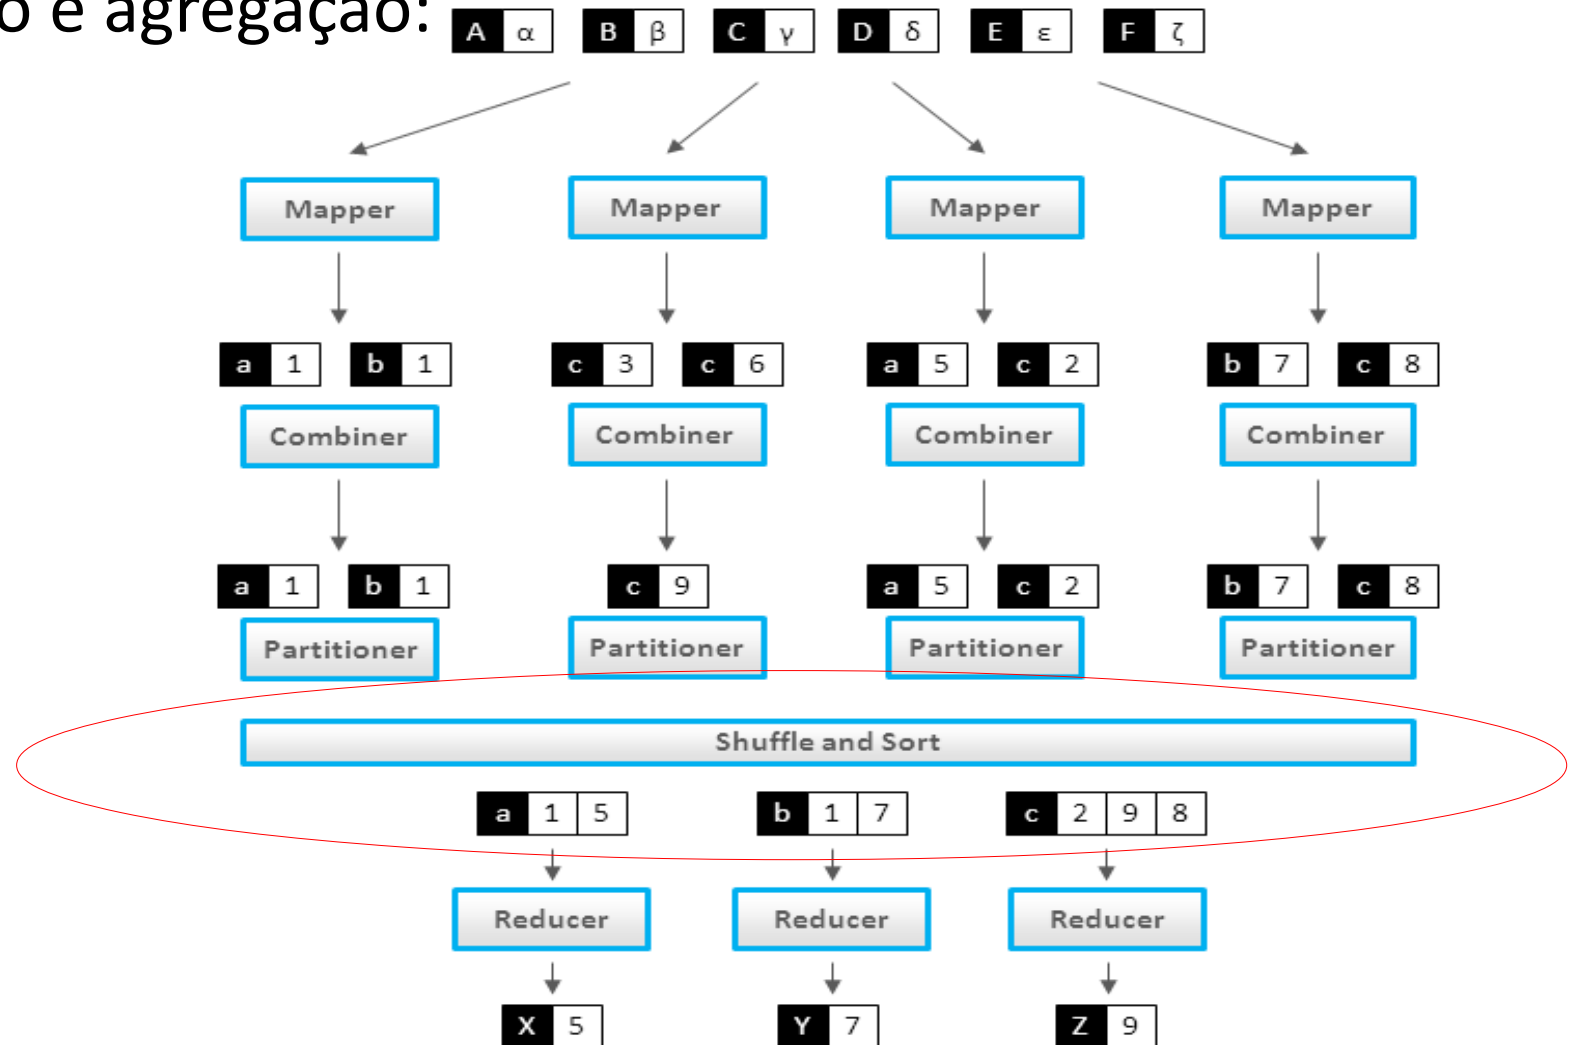 o e agregação:
A α B β C γ D δ E ε F ζ
Mapper Mapper Mapper Mapper
a 1 b 1 c 3 c 6 a 5 c 2 b 7 c 8
Combiner Combiner Combiner Combiner
a 1 b 1 c 9 a 5 c 2 b 7 c 8
Partitioner Partitioner Partitioner Partitioner
Shuffle and Sort
a 1 5 b 1 7 c 2 9 8
Reducer Reducer Reducer
X 5 Y 7 Z 9